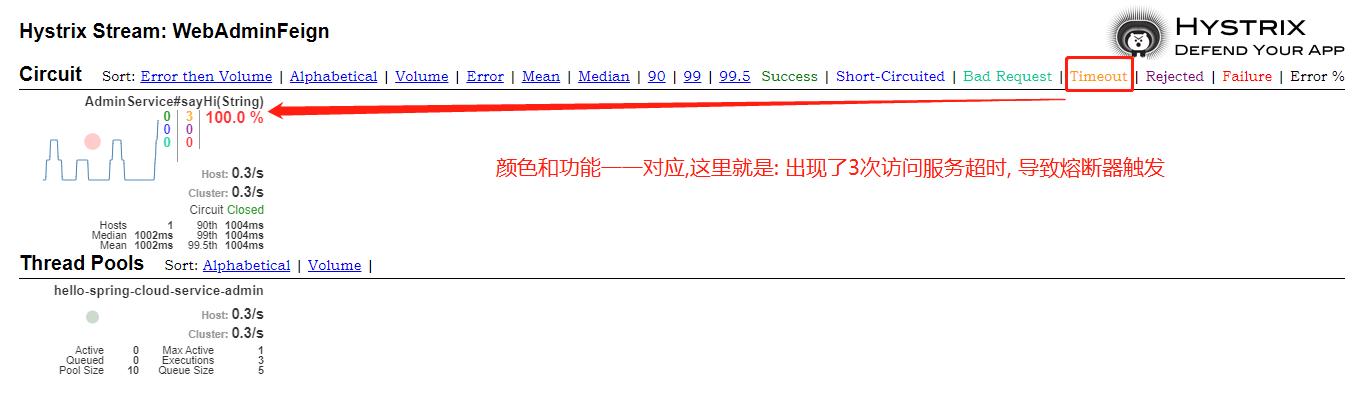 Hystrix Stream: WebAdminFeign
HYSTRIX
DEFEND YOUR APP
Circuit Sort: Error then Volume | Alphabetical | Volume | Error | Mean | Median | 90 | 99 | 99.5 Success | Short-Circuited | Bad Request | Timeout | Rejected | Failure | Error %
AdminService#sayHi(String)
0 3 100.0 %
0 0
0 0
颜色和功能一一对应,这里就是: 出现了3次访问服务超时, 导致熔断器触发
Host: 0.3/s
Cluster: 0.3/s
Circuit Closed
Hosts 1 90th 1004ms
Median 1002ms 99th 1004ms
Mean 1002ms 99.5th 1004ms
Thread Pools Sort: Alphabetical | Volume |
hello-spring-cloud-service-admin
Host: 0.3/s
Cluster: 0.3/s
Active 0 Max Active 1
Queued 0 Executions 3
Pool Size 10 Queue Size 5